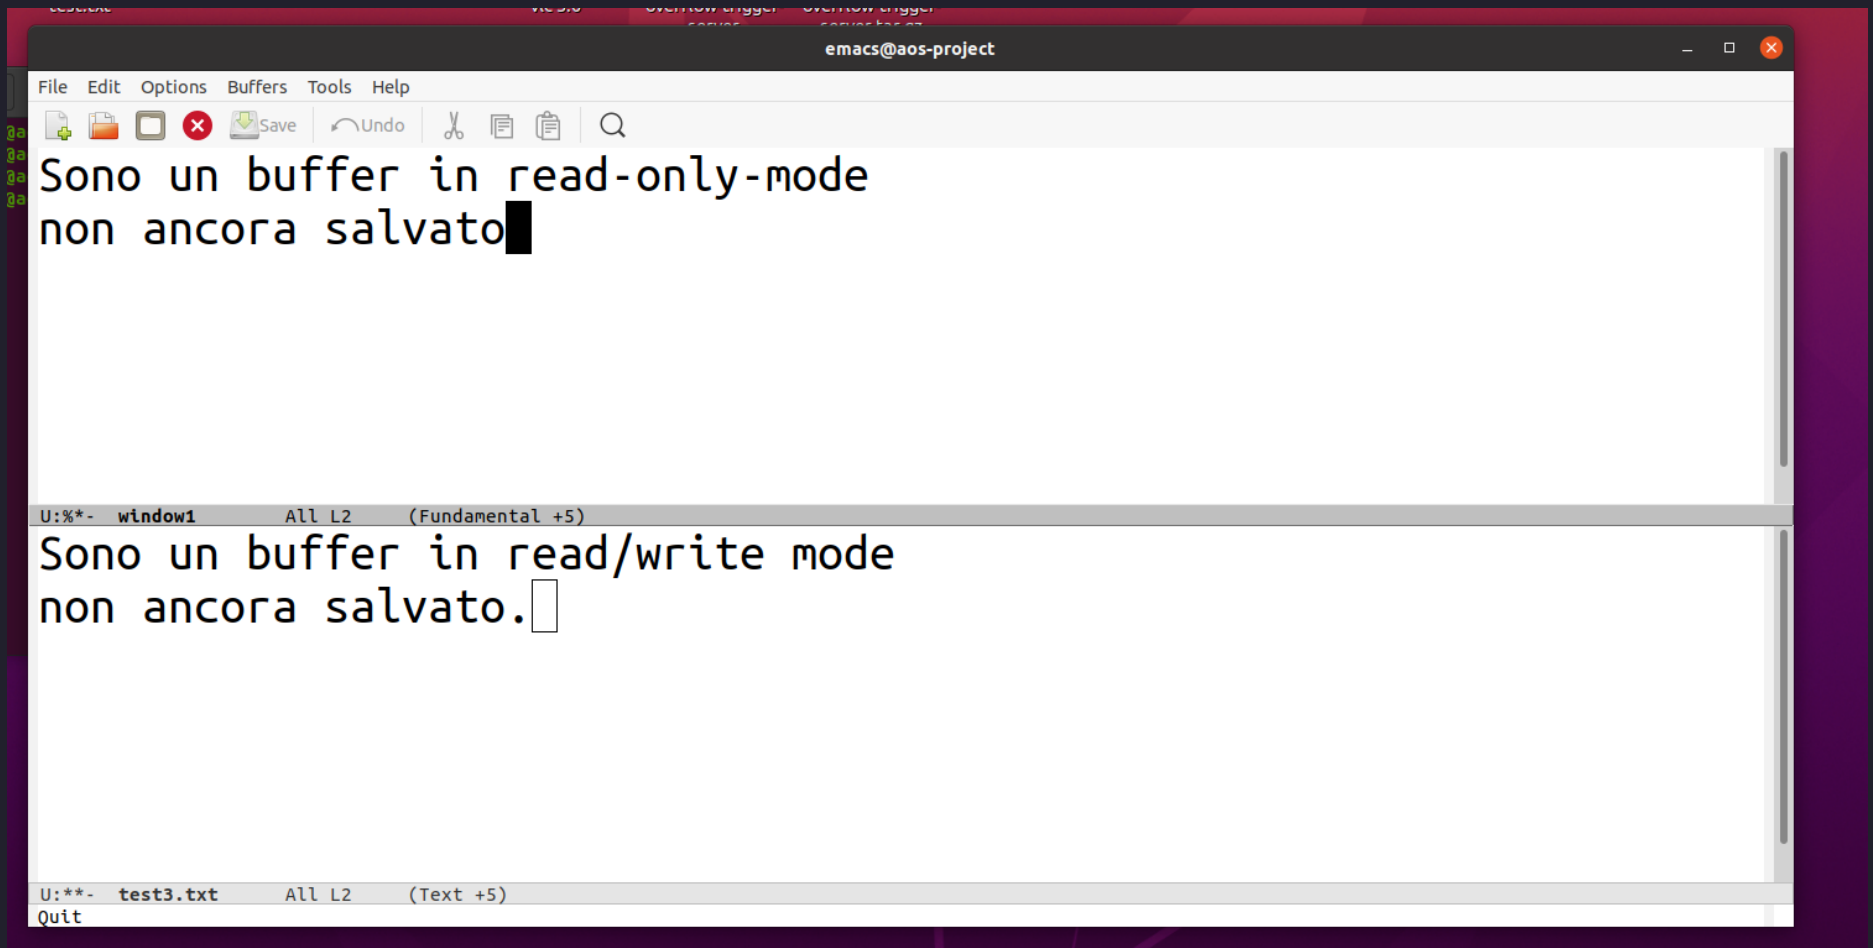 emacs@aos-project
File Edit Options Buffers Tools Help
Save Undo
Sono un buffer in read-only-mode
non ancora salvato
U:%*-  window1  All L2  (Fundamental +5)
Sono un buffer in read/write mode
non ancora salvato.
U:**-  test3.txt  All L2  (Text +5)
Quit